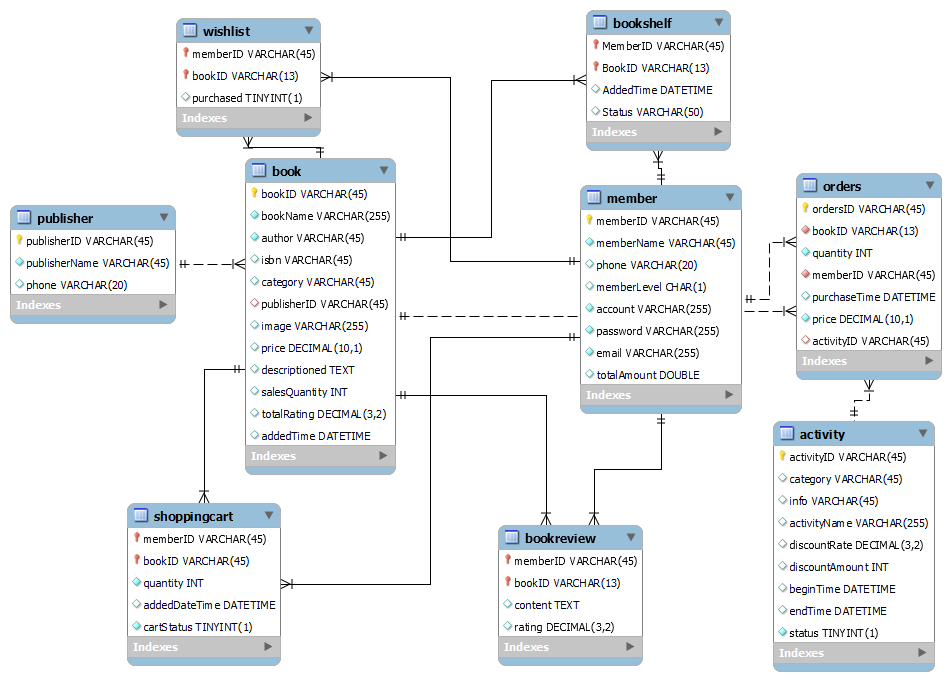 wishlist
memberID VARCHAR(45)
bookID VARCHAR(13)
purchased TINYINT(1)
Indexes
bookshelf
MemberID VARCHAR(45)
BookID VARCHAR(13)
AddedTime DATETIME
Status VARCHAR(50)
Indexes
publisher
publisherID VARCHAR(45)
publisherName VARCHAR(45)
phone VARCHAR(20)
Indexes
book
bookID VARCHAR(45)
bookName VARCHAR(255)
author VARCHAR(45)
isbn VARCHAR(45)
category VARCHAR(45)
publisherID VARCHAR(45)
image VARCHAR(255)
price DECIMAL(10,1)
descriptioned TEXT
salesQuantity INT
totalRating DECIMAL(3,2)
addedTime DATETIME
Indexes
member
memberID VARCHAR(45)
memberName VARCHAR(45)
phone VARCHAR(20)
memberLevel CHAR(1)
account VARCHAR(255)
password VARCHAR(255)
email VARCHAR(255)
totalAmount DOUBLE
Indexes
orders
ordersID VARCHAR(45)
bookID VARCHAR(13)
quantity INT
memberID VARCHAR(45)
purchaseTime DATETIME
price DECIMAL(10,1)
activityID VARCHAR(45)
Indexes
shoppingcart
memberID VARCHAR(45)
bookID VARCHAR(45)
quantity INT
addedDateTime DATETIME
cartStatus TINYINT(1)
Indexes
bookreview
memberID VARCHAR(45)
bookID VARCHAR(13)
content TEXT
rating DECIMAL(3,2)
Indexes
activity
activityID VARCHAR(45)
category VARCHAR(45)
info VARCHAR(45)
activityName VARCHAR(255)
discountRate DECIMAL(3,2)
discountAmount INT
beginTime DATETIME
endTime DATETIME
status TINYINT(1)
Indexes